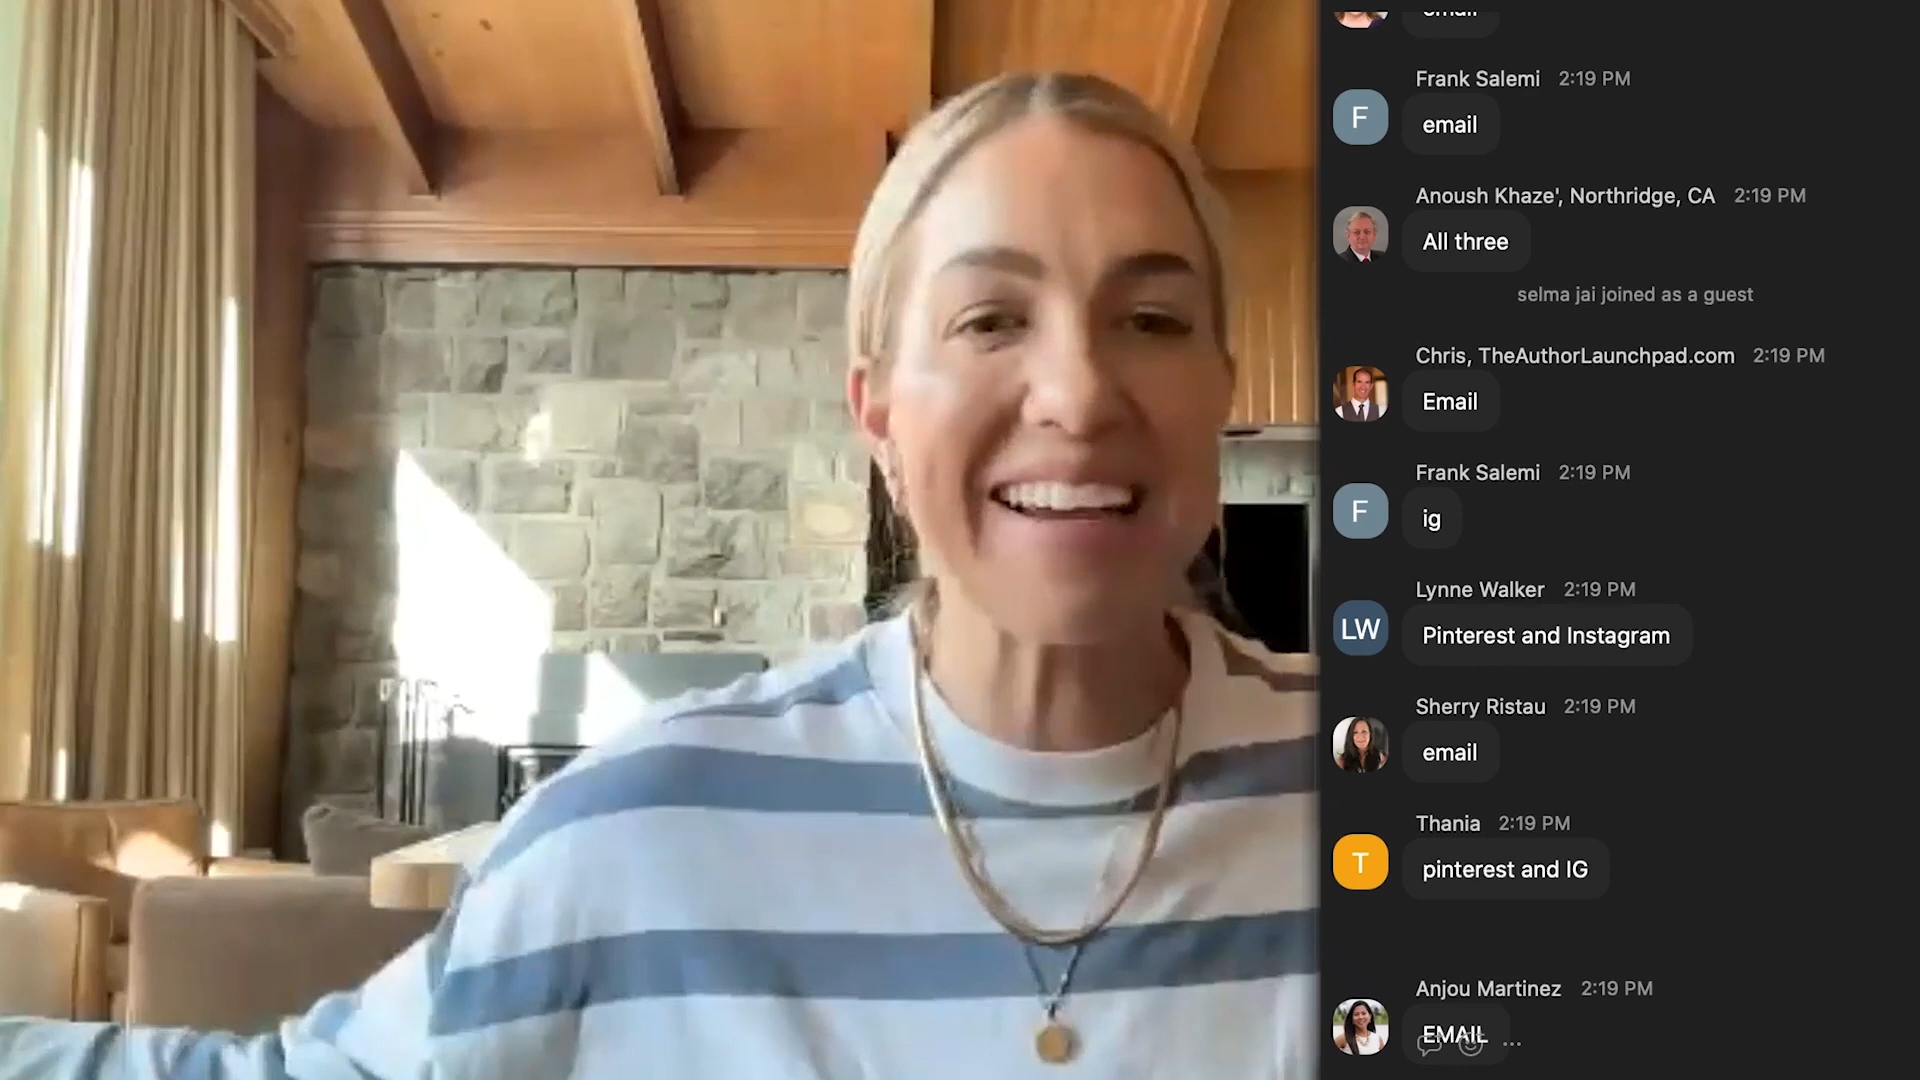 email
Frank Salemi 2:19 PM
F
email
Anoush Khaze', Northridge, CA 2:19 PM
All three
selma jai joined as a guest
Chris, TheAuthorLaunchpad.com 2:19 PM
Email
Frank Salemi 2:19 PM
F
ig
Lynne Walker 2:19 PM
LW
Pinterest and Instagram
Sherry Ristau 2:19 PM
email
Thania 2:19 PM
T
pinterest and IG
Anjou Martinez 2:19 PM
EMAIL